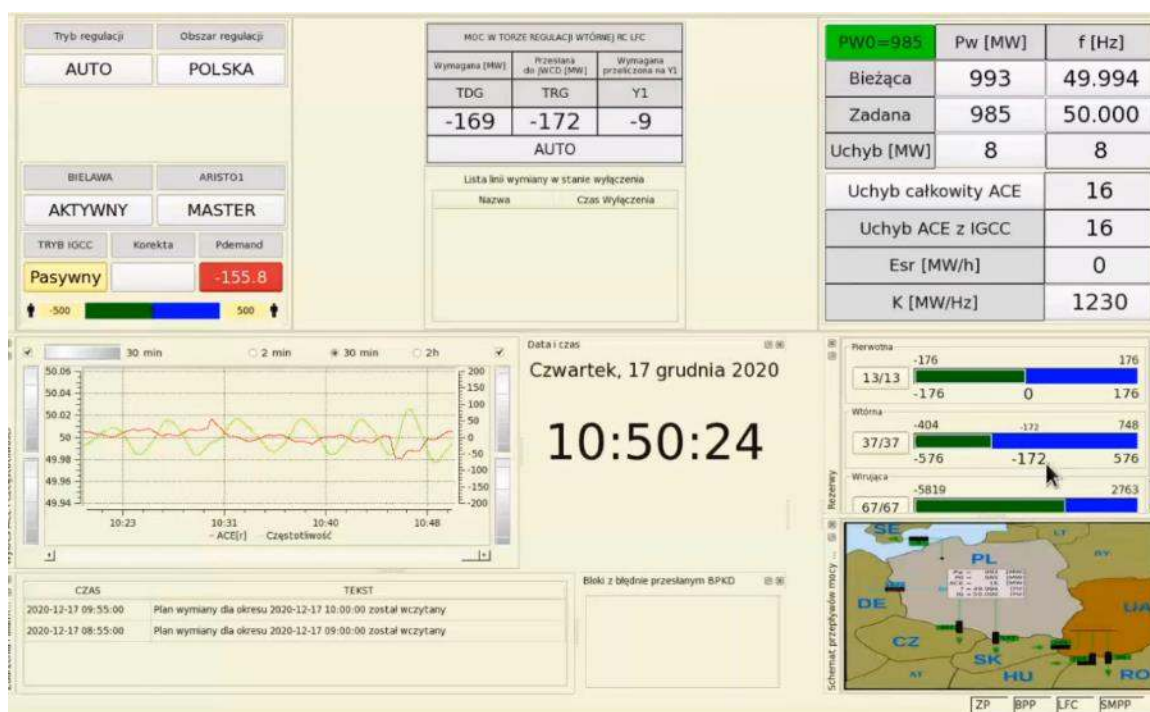 Tryb regulacji Obszar regulacji
AUTO POLSKA
BIELAWA ARISTO1
AKTYWNY MASTER
TRYB IGCC Korekta Pdemand
Pasywny -155.8
-500 500
MOC W TORZE REGULACJI WTÓRNEJ RC LFC
Wymagana [MW] Przesłana do JWCD [MW] Wymagana przeliczona na Y1
TDG TRG Y1
-169 -172 -9
AUTO
Lista linii wymiany w stanie wyłączenia
Nazwa Czas Wyłączenia
PW0=985 Pw [MW] f [Hz]
Bieżąca 993 49.994
Zadana 985 50.000
Uchyb [MW] 8 8
Uchyb całkowity ACE 16
Uchyb ACE z IGCC 16
Esr [MW/h] 0
K [MW/Hz] 1230
30 min 2 min 30 min 2h
50.06 200
50.04 150
50.02 100
50 50
49.98 0
49.96 -50
49.94 -100
-150
-200
10:23 10:31 10:40 10:48
ACE[r] Częstotliwość
Data i czas
Czwartek, 17 grudnia 2020
10:50:24
Pierwotna
-176 176
13/13
-176 0 176
Wtórna
-404 -172 748
37/37
-576 -172 576
Wirująca
-5819 2763
67/67
Rezerwy
CZAS TEKST
2020-12-17 09:55:00 Plan wymiany dla okresu 2020-12-17 10:00:00 został wczytany
2020-12-17 08:55:00 Plan wymiany dla okresu 2020-12-17 09:00:00 został wczytany
Bloki z błędnie przesłanym BPKD
Schemat przepływów mocy ...
SE LT
PL BY
DE UA
CZ
SK
AT HU RO
ZP BPP LFC SMPP